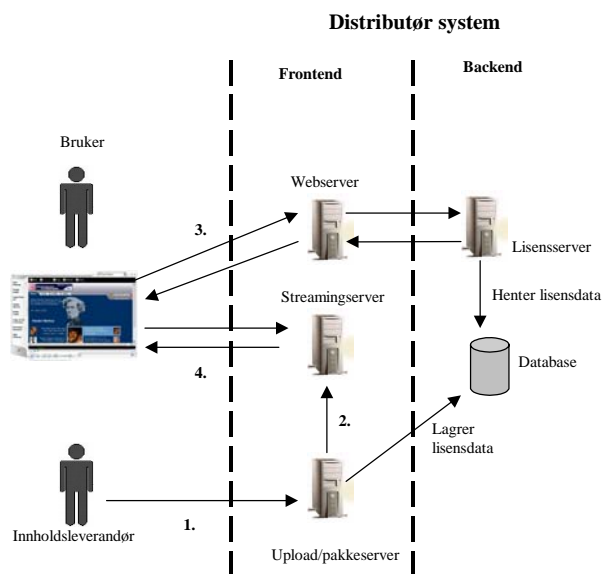 Distributør system
Frontend
Backend
Bruker
Webserver
3.
Lisensserver
Streamingserver
Henter lisensdata
4.
Database
2.
Lagrer
lisensdata
1.
Innholdsleverandør
Upload/pakkeserver